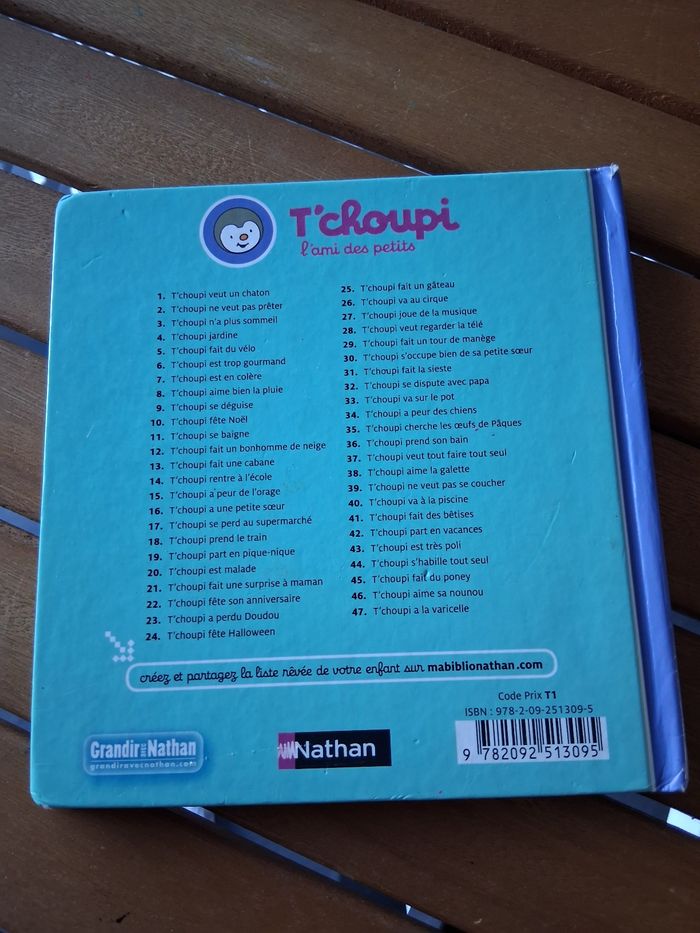 T'choupi
l'ami des petits
1. T'choupi veut un chaton
2. T'choupi ne veut pas prêter
3. T'choupi n'a plus sommeil
4. T'choupi jardine
5. T'choupi fait du vélo
6. T'choupi est trop gourmand
7. T'choupi est en colère
8. T'choupi aime bien la pluie
9. T'choupi se déguise
10. T'choupi fête Noël
11. T'choupi se baigne
12. T'choupi fait un bonhomme de neige
13. T'choupi fait une cabane
14. T'choupi rentre à l'école
15. T'choupi a peur de l'orage
16. T'choupi a une petite sœur
17. T'choupi se perd au supermarché
18. T'choupi prend le train
19. T'choupi part en pique-nique
20. T'choupi est malade
21. T'choupi fait une surprise à maman
22. T'choupi fête son anniversaire
23. T'choupi a perdu Doudou
24. T'choupi fête Halloween
25. T'choupi fait un gâteau
26. T'choupi va au cirque
27. T'choupi joue de la musique
28. T'choupi veut regarder la télé
29. T'choupi fait un tour de manège
30. T'choupi s'occupe bien de sa petite sœur
31. T'choupi fait la sieste
32. T'choupi se dispute avec papa
33. T'choupi va sur le pot
34. T'choupi a peur des chiens
35. T'choupi cherche les œufs de Pâques
36. T'choupi prend son bain
37. T'choupi veut tout faire tout seul
38. T'choupi aime la galette
39. T'choupi ne veut pas se coucher
40. T'choupi va à la piscine
41. T'choupi fait des bêtises
42. T'choupi part en vacances
43. T'choupi est très poli
44. T'choupi s'habille tout seul
45. T'choupi fait du poney
46. T'choupi aime sa nounou
47. T'choupi a la varicelle
créez et partagez la liste rêvée de votre enfant sur mabiblionathan.com
Code Prix T1
ISBN : 978-2-09-251309-5
9 782092 513095
Grandir avec Nathan
grandiravecnathan.com
Nathan